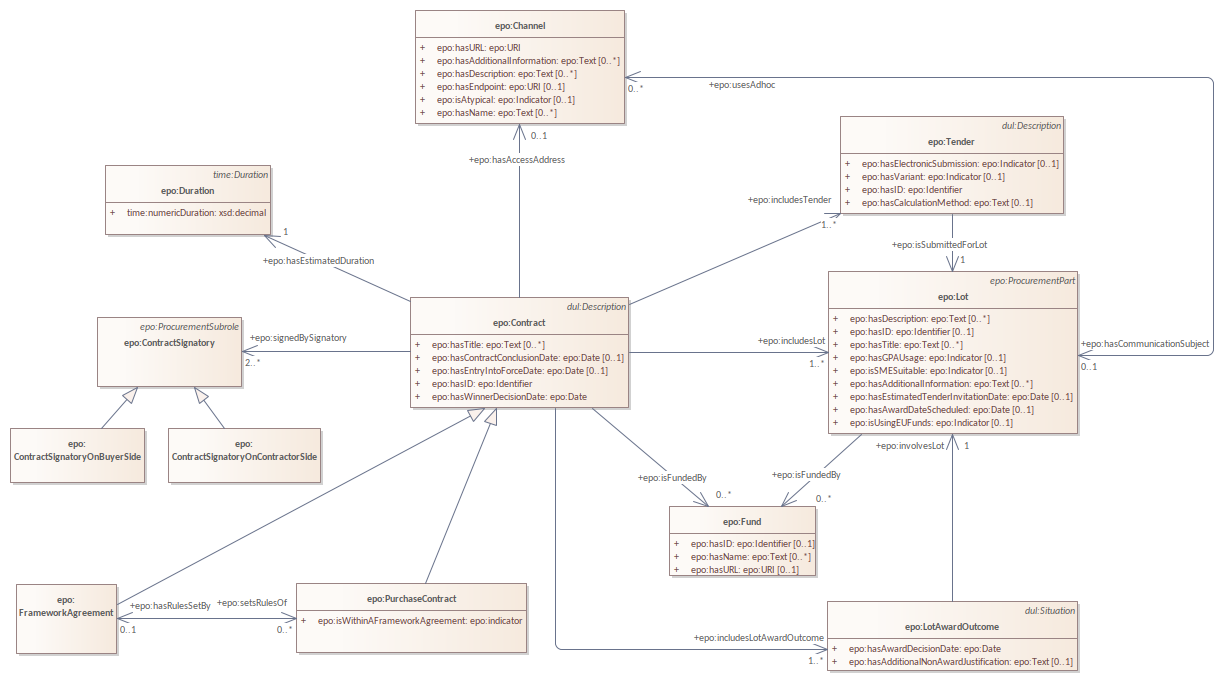 epo:Channel
+ epo:hasURL: epo:URI
+ epo:hasAdditionalInformation: epo:Text [0..*]
+ epo:hasDescription: epo:Text [0..*]
+ epo:hasEndpoint: epo:URI [0..1]
+ epo:isAtypical: epo:Indicator [0..1]
+ epo:hasName: epo:Text [0..*]
0..*
+epo:usesAdhoc
0..1
+epo:hasAccessAddress
dul:Description
epo:Tender
+ epo:hasElectronicSubmission: epo:Indicator [0..1]
+ epo:hasVariant: epo:Indicator [0..1]
+ epo:hasID: epo:Identifier
+ epo:hasCalculationMethod: epo:Text [0..1]
time:Duration
epo:Duration
+ time:numericDuration: xsd:decimal
1
+epo:hasEstimatedDuration
+epo:includesTender
1..*
+epo:isSubmittedForLot
1
epo:ProcurementPart
epo:Lot
+ epo:hasDescription: epo:Text [0..*]
+ epo:hasID: epo:Identifier [0..1]
+ epo:hasTitle: epo:Text [0..*]
+ epo:hasGPAUsage: epo:Indicator [0..1]
+ epo:isSMESuitable: epo:Indicator [0..1]
+ epo:hasAdditionalInformation: epo:Text [0..*]
+ epo:hasEstimatedTenderInvitationDate: epo:Date [0..1]
+ epo:hasAwardDateScheduled: epo:Date [0..1]
+ epo:isUsingEUFunds: epo:Indicator [0..1]
+epo:hasCommunicationSubject
0..1
dul:Description
epo:Contract
+ epo:hasTitle: epo:Text [0..*]
+ epo:hasContractConclusionDate: epo:Date [0..1]
+ epo:hasEntryIntoForceDate: epo:Date [0..1]
+ epo:hasID: epo:Identifier
+ epo:hasWinnerDecisionDate: epo:Date
+epo:includesLot
1..*
epo:ProcurementSubrole
epo:ContractSignatory
+epo:signedBySignatory
2..*
epo:
ContractSignatoryOnBuyerSide
epo:
ContractSignatoryOnContractorSide
+epo:involvesLot
1
+epo:isFundedBy
0..*
+epo:isFundedBy
0..*
epo:Fund
+ epo:hasID: epo:Identifier [0..1]
+ epo:hasName: epo:Text [0..*]
+ epo:hasURL: epo:URI [0..1]
epo:
FrameworkAgreement
+epo:hasRulesSetBy
0..1
+epo:setsRulesOf
0..*
epo:PurchaseContract
+ epo:isWithinAFrameworkAgreement: epo:indicator
+epo:includesLotAwardOutcome
1..*
dul:Situation
epo:LotAwardOutcome
+ epo:hasAwardDecisionDate: epo:Date
+ epo:hasAdditionalNonAwardJustification: epo:Text [0..1]